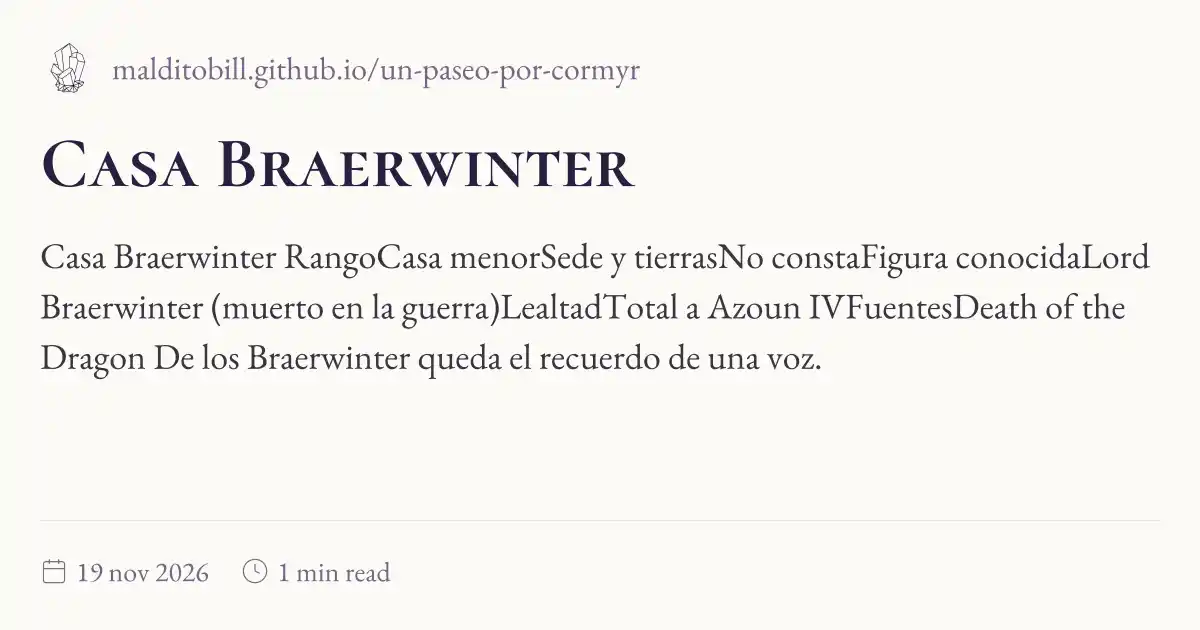 malditobill.github.io/un-paseo-por-cormyr
Casa Braerwinter
Casa Braerwinter RangoCasa menorSede y tierrasNo constaFigura conocidaLord
Braerwinter (muerto en la guerra)LealtadTotal a Azoun IVFuentesDeath of the
Dragon De los Braerwinter queda el recuerdo de una voz.
19 nov 2026 1 min read